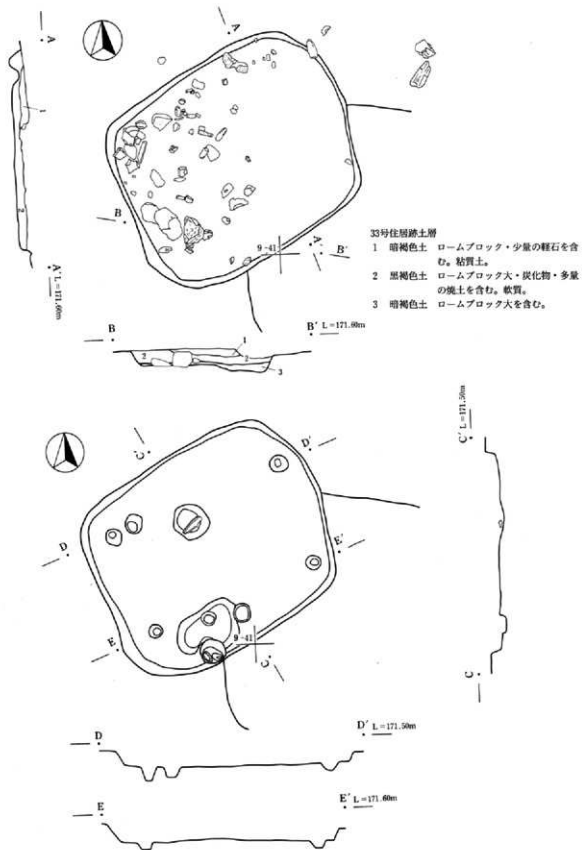 A
A
1
2
A' L=171.60m
B
9-41
A'
B'
33号住居跡土層
1 暗褐色土 ロームブロック・少量の軽石を含
む。粘質土。
2 黒褐色土 ロームブロック大・炭化物・多量
の焼土を含む。軟質。
3 暗褐色土 ロームブロック大を含む。
B
B' L=171.60m
1
2
2
3
C'
D'
C' L=171.50m
D
E'
E
9-41
C
C
D
D' L=171.50m
E
E' L=171.60m